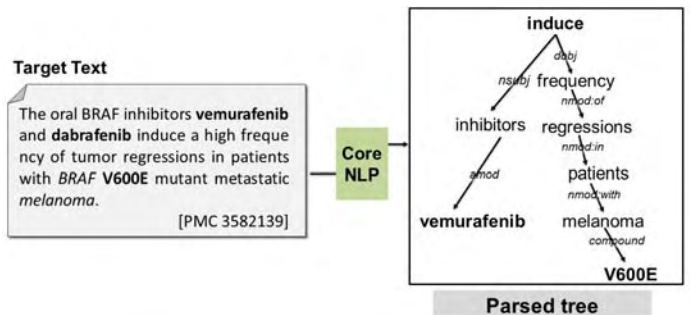 Target Text
The oral BRAF inhibitors vemurafenib
and dabrafenib induce a high freque
ncy of tumor regressions in patients
with BRAF V600E mutant metastatic
melanoma.
[PMC 3582139]
Core
NLP
induce
dobj
nsubj
frequency
nmod:of
inhibitors
regressions
nmod:in
amod
patients
nmod:with
vemurafenib
melanoma
compound
V600E
Parsed tree